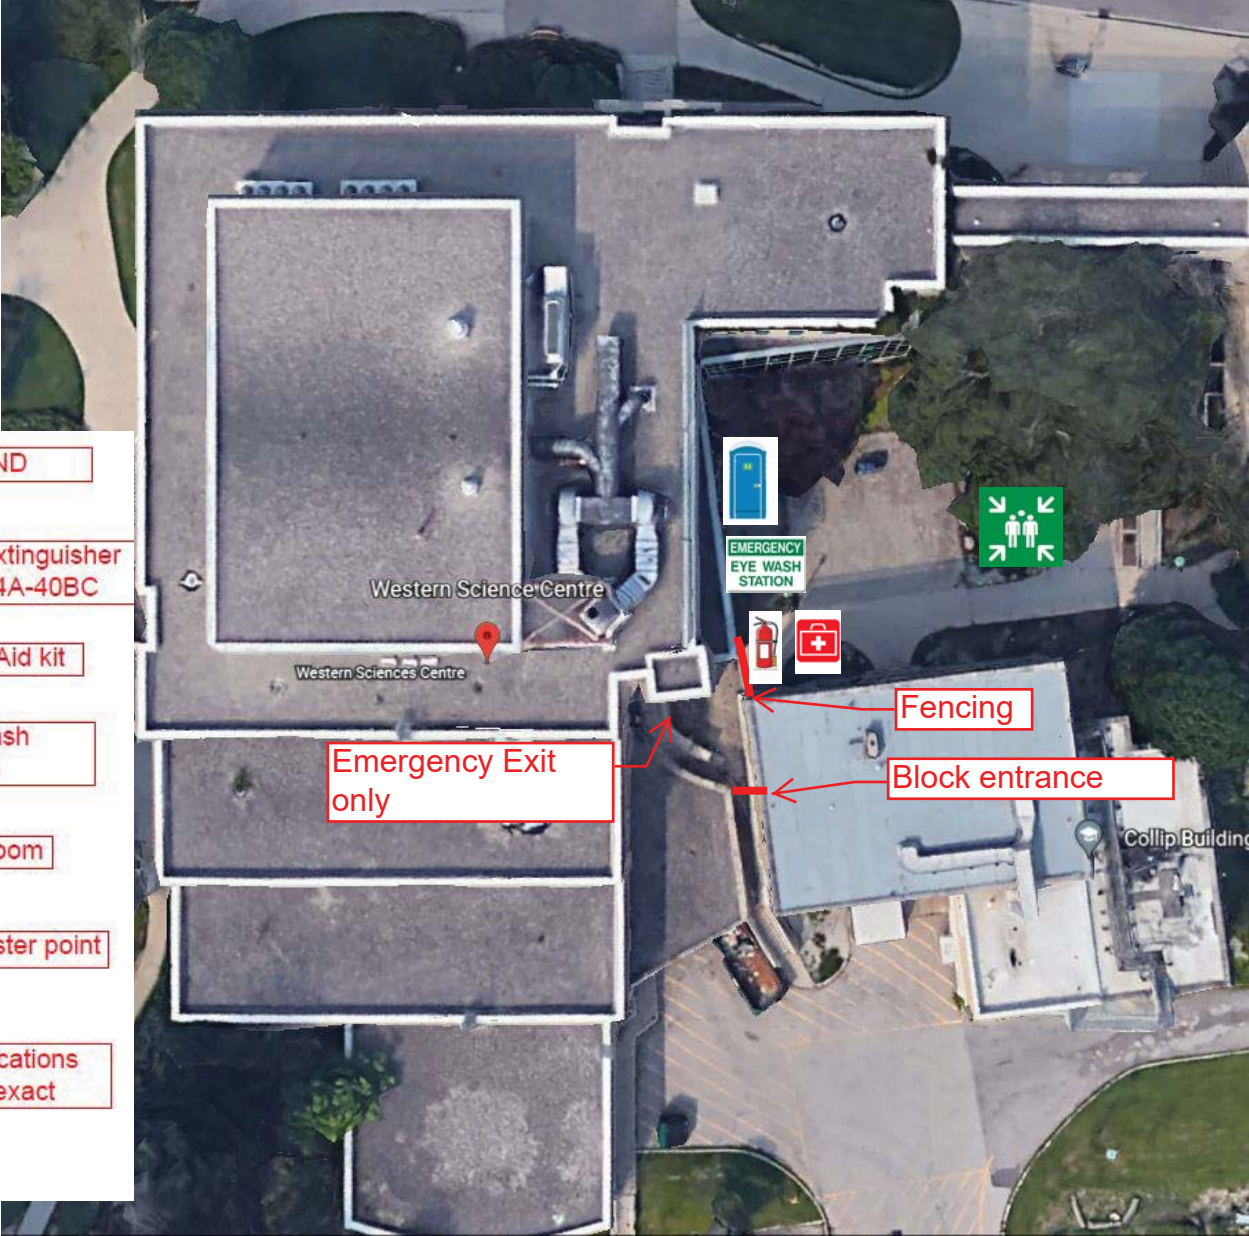 ND
xtinguisher
4A-40BC
Aid kit
ash
oom
ster point
cations
exact
EMERGENCY
EYE WASH
STATION
Western Science Centre
Western Sciences Centre
Fencing
Emergency Exit
only
Block entrance
Collip Building